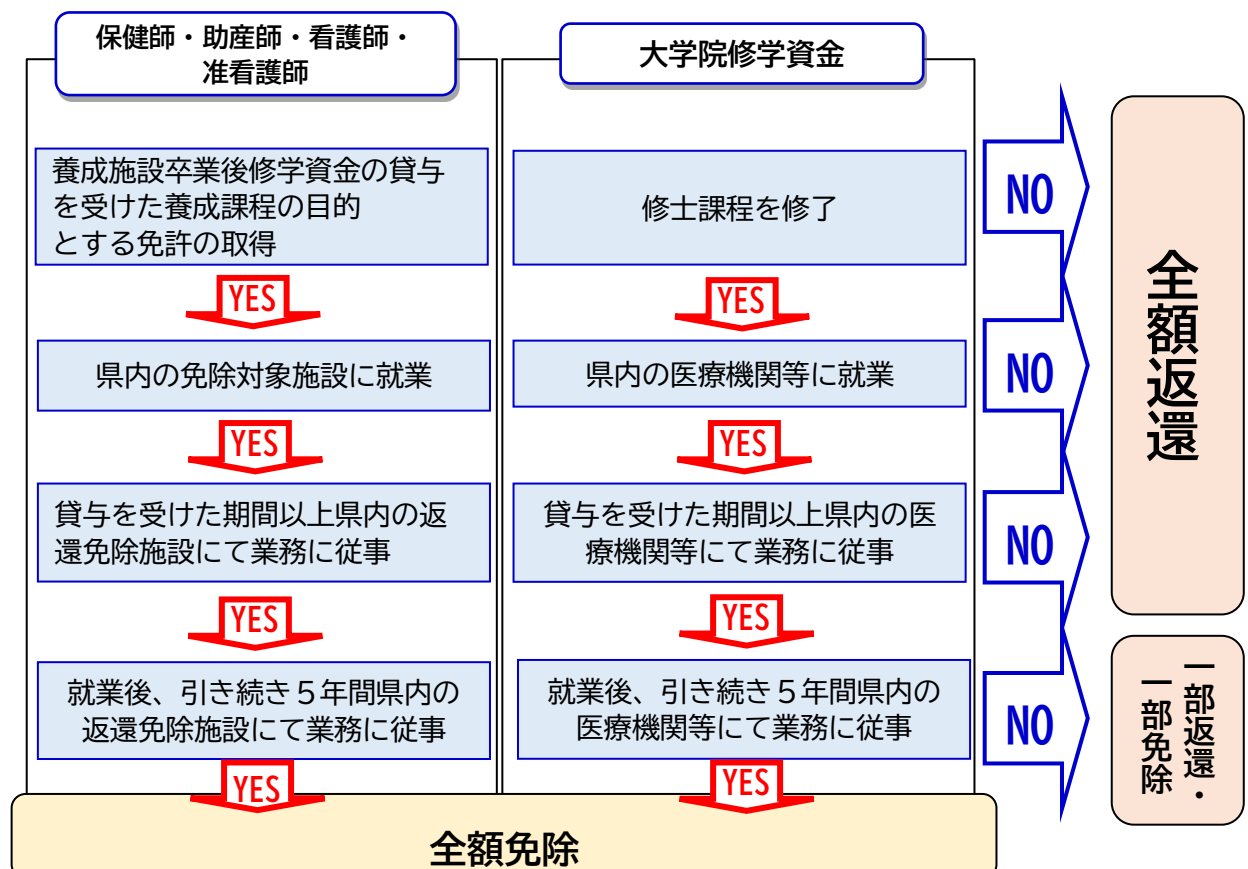 保健師・助産師・看護師・
准看護師
養成施設卒業後修学資金の貸与
を受けた養成課程の目的
とする免許の取得
YES
県内の免除対象施設に就業
YES
貸与を受けた期間以上県内の返
還免除施設にて業務に従事
YES
就業後、引き続き５年間県内の
返還免除施設にて業務に従事
YES
大学院修学資金
修士課程を修了
YES
県内の医療機関等に就業
YES
貸与を受けた期間以上県内の医
療機関等にて業務に従事
YES
就業後、引き続き５年間県内の
医療機関等にて業務に従事
YES
NO
NO
NO
NO
全額返還
一部返還・
一部免除
全額免除